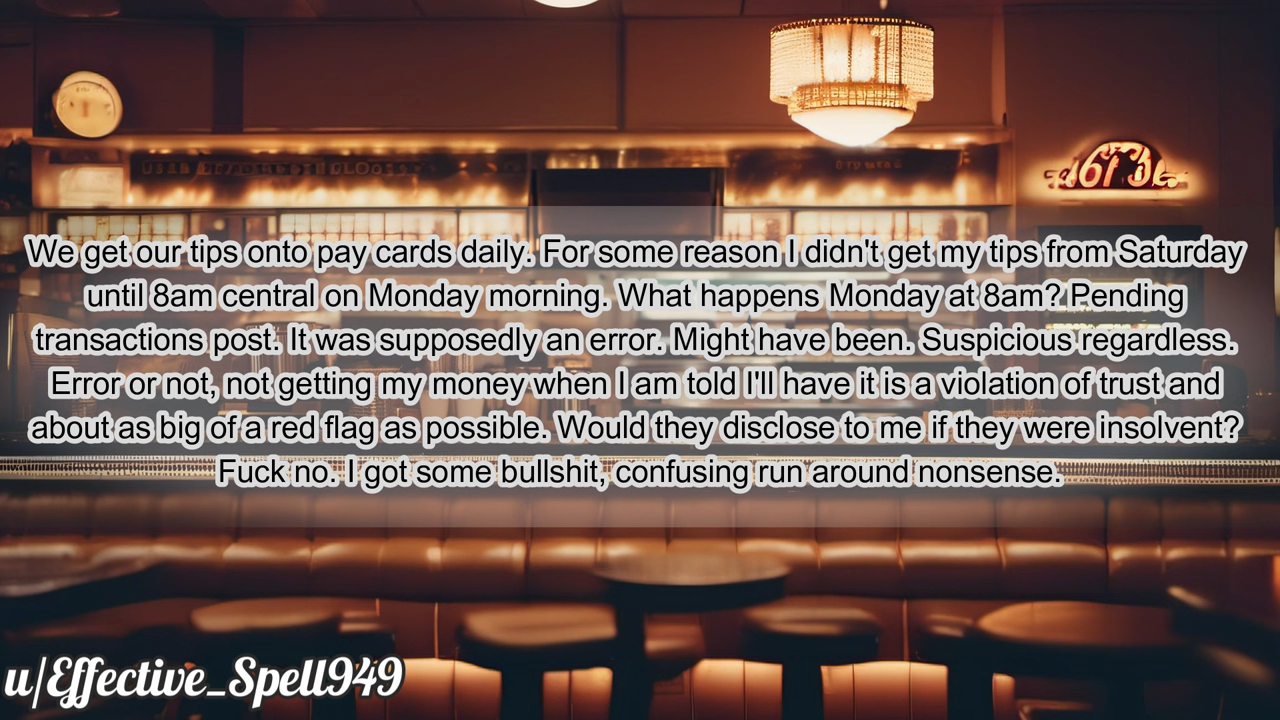 We get our tips onto pay cards daily. For some reason I didn't get my tips from Saturday
until 8am central on Monday morning. What happens Monday at 8am? Pending
transactions post. It was supposedly an error. Might have been. Suspicious regardless.
Error or not, not getting my money when I am told I'll have it is a violation of trust and
about as big of a red flag as possible. Would they disclose to me if they were insolvent?
Fuck no. I got some bullshit, confusing run around nonsense.
u/Effective_Spell949